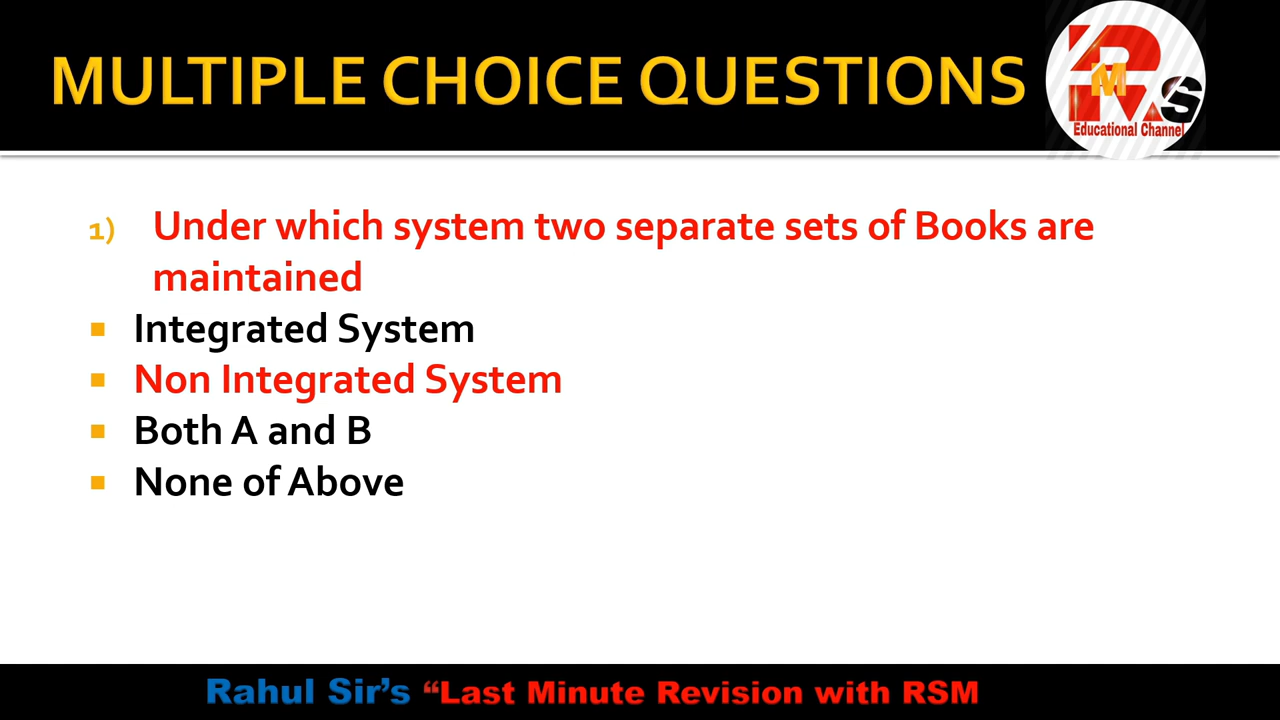 MULTIPLE CHOICE QUESTIONS
RMS
Educational Channel
1) Under which system two separate sets of Books are
maintained
Integrated System
Non Integrated System
Both A and B
None of Above
Rahul Sir's “Last Minute Revision with RSM